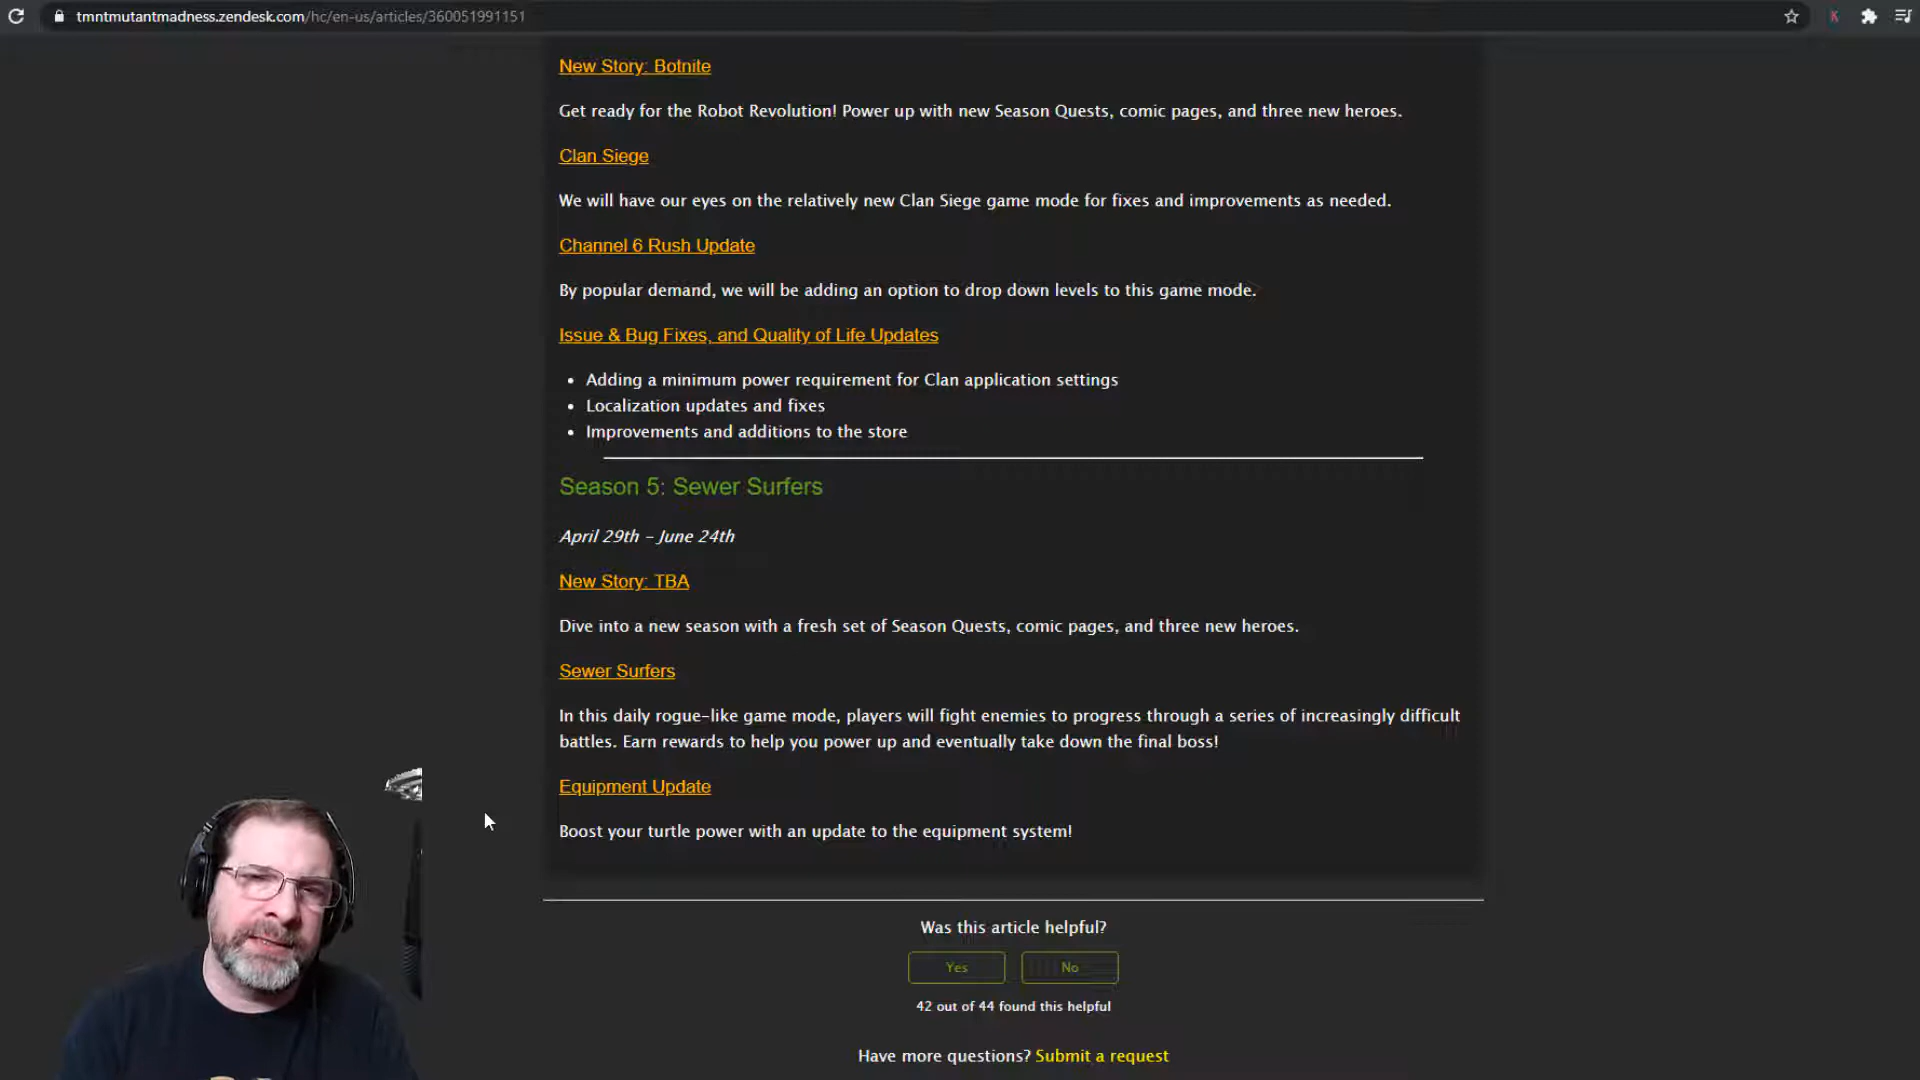 tmntmutantmadness.zendesk.com/hc/en-us/articles/360051991151
K
New Story: Botnite
Get ready for the Robot Revolution! Power up with new Season Quests, comic pages, and three new heroes.
Clan Siege
We will have our eyes on the relatively new Clan Siege game mode for fixes and improvements as needed.
Channel 6 Rush Update
By popular demand, we will be adding an option to drop down levels to this game mode.
Issue & Bug Fixes, and Quality of Life Updates
• Adding a minimum power requirement for Clan application settings
• Localization updates and fixes
• Improvements and additions to the store
Season 5: Sewer Surfers
April 29th – June 24th
New Story: TBA
Dive into a new season with a fresh set of Season Quests, comic pages, and three new heroes.
Sewer Surfers
In this daily rogue-like game mode, players will fight enemies to progress through a series of increasingly difficult
battles. Earn rewards to help you power up and eventually take down the final boss!
Equipment Update
Boost your turtle power with an update to the equipment system!
Was this article helpful?
Yes
No
42 out of 44 found this helpful
Have more questions? Submit a request